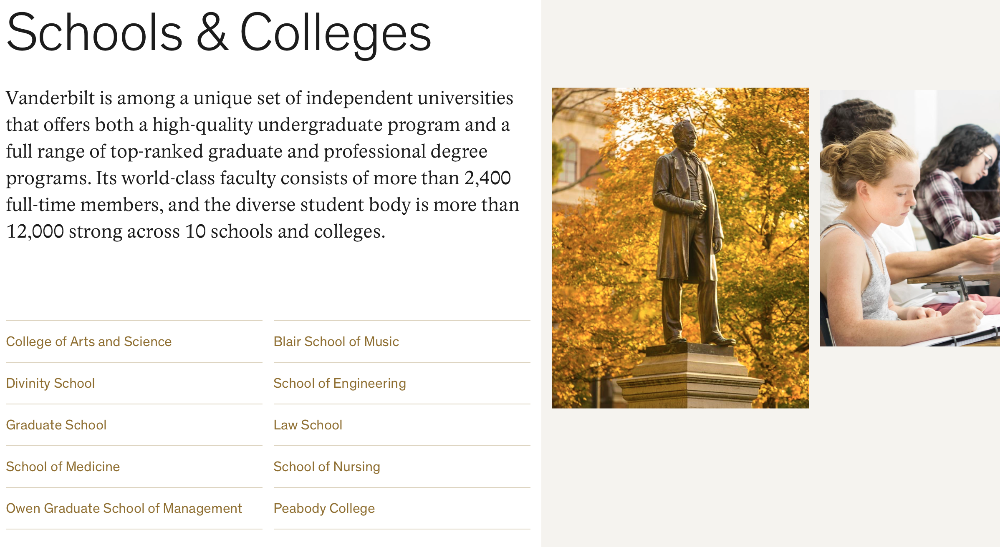 Schools & Colleges
Vanderbilt is among a unique set of independent universities
that offers both a high-quality undergraduate program and a
full range of top-ranked graduate and professional degree
programs. Its world-class faculty consists of more than 2,400
full-time members, and the diverse student body is more than
12,000 strong across 10 schools and colleges.
College of Arts and Science
Blair School of Music
Divinity School
School of Engineering
Graduate School
Law School
School of Medicine
School of Nursing
Owen Graduate School of Management
Peabody College